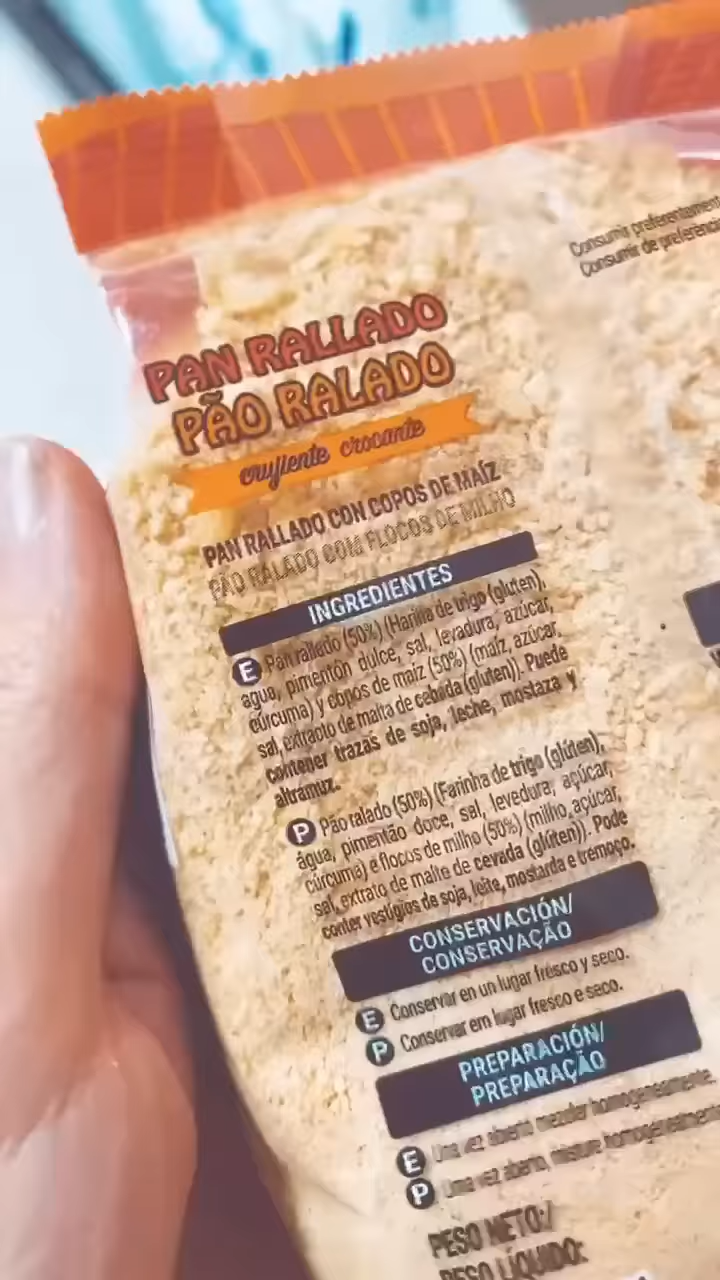 Consumir preferentement
Consumir de preferênci
PAN RALLADO
PÃO RALADO
crujiente crocante
PAN RALLADO CON COPOS DE MAÍZ
PÃO RALADO COM FLOCOS DE MILHO
INGREDIENTES
E Pan rallado (50%) (Harina de trigo (gluten),
agua, pimentón dulce, sal, levadura, azúcar,
cúrcuma) y copos de maíz (50%) (maíz, azúcar,
sal, extracto de malta de cebada (gluten)). Puede
contener trazas de soja, leche, mostaza y
altramuz.
P Pão ralado (50%) (Farinha de trigo (glúten),
água, pimentão doce, sal, levedura, açúcar,
cúrcuma) e flocos de milho (50%) (milho, açúcar,
sal, extrato de malte de cevada (glúten)). Pode
conter vestígios de soja, leite, mostarda e tremoço.
CONSERVACIÓN/
CONSERVAÇÃO
E Conservar en un lugar fresco y seco.
P Conservar em lugar fresco e seco.
PREPARACIÓN/
PREPARAÇÃO
E Una vez abierto mezclar homogeneamente,
P Uma vez aberto, misture homogeneamente
PESO NETO:/
PESO LÍQUIDO: